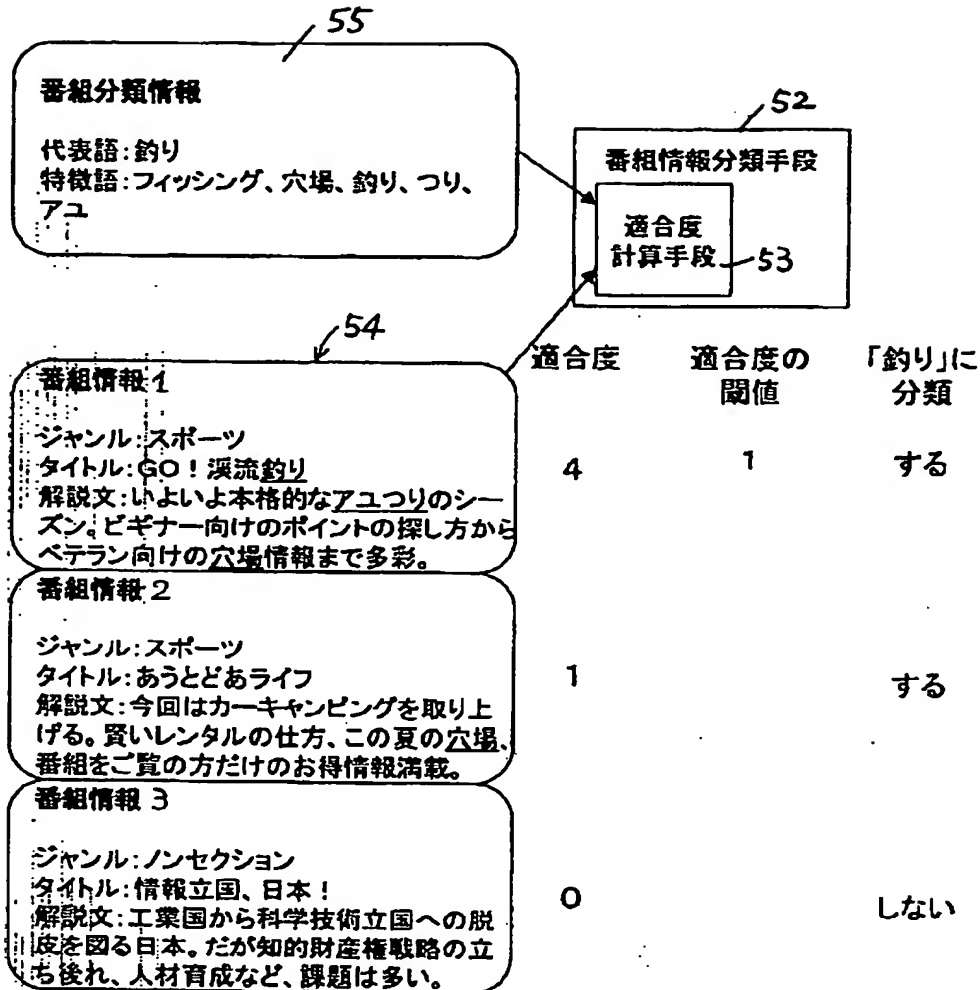 55
番組分類情報
代表語:釣り
特徴語:フィッシング、穴場、釣り、つり、
アユ
52
番組情報分類手段
適合度
計算手段
53
54
適合度
適合度の
閾値
「釣り」に
分類
番組情報1
ジャンル:スポーツ
タイトル:GO!渓流釣り
解説文:いよいよ本格的なアユつりのシー
ズン。ビギナー向けのポイントの探し方から
ベテラン向けの穴場情報まで多彩。
4
1
する
番組情報2
ジャンル:スポーツ
タイトル:あうとどあライフ
解説文:今回はカーキャンピングを取り上
げる。賢いレンタルの仕方、この夏の穴場、
番組をご覧の方だけのお得情報満載。
1
する
番組情報3
ジャンル:ノンセクション
タイトル:情報立国、日本!
解説文:工業国から科学技術立国への脱
皮を図る日本。だが知的財産権戦略の立
ち後れ、人材育成など、課題は多い。
0
しない